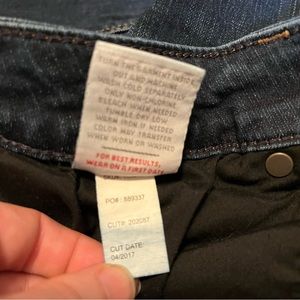 TURN THE GARMENT INSIDE
OUT AND MACHINE
WASH COLD SEPARATELY
ONLY NON-CHLORINE
BLEACH WHEN NEEDED
TUMBLE DRY LOW
WARM IRON IF NEEDED
COLOR MAY TRANSFER
WHEN WORN OR WASHED
FOR BEST RESULTS,
WEAR ON A FIRST DATE
PO#: 889337
CUT#: 202087
CUT DATE:
04/2017